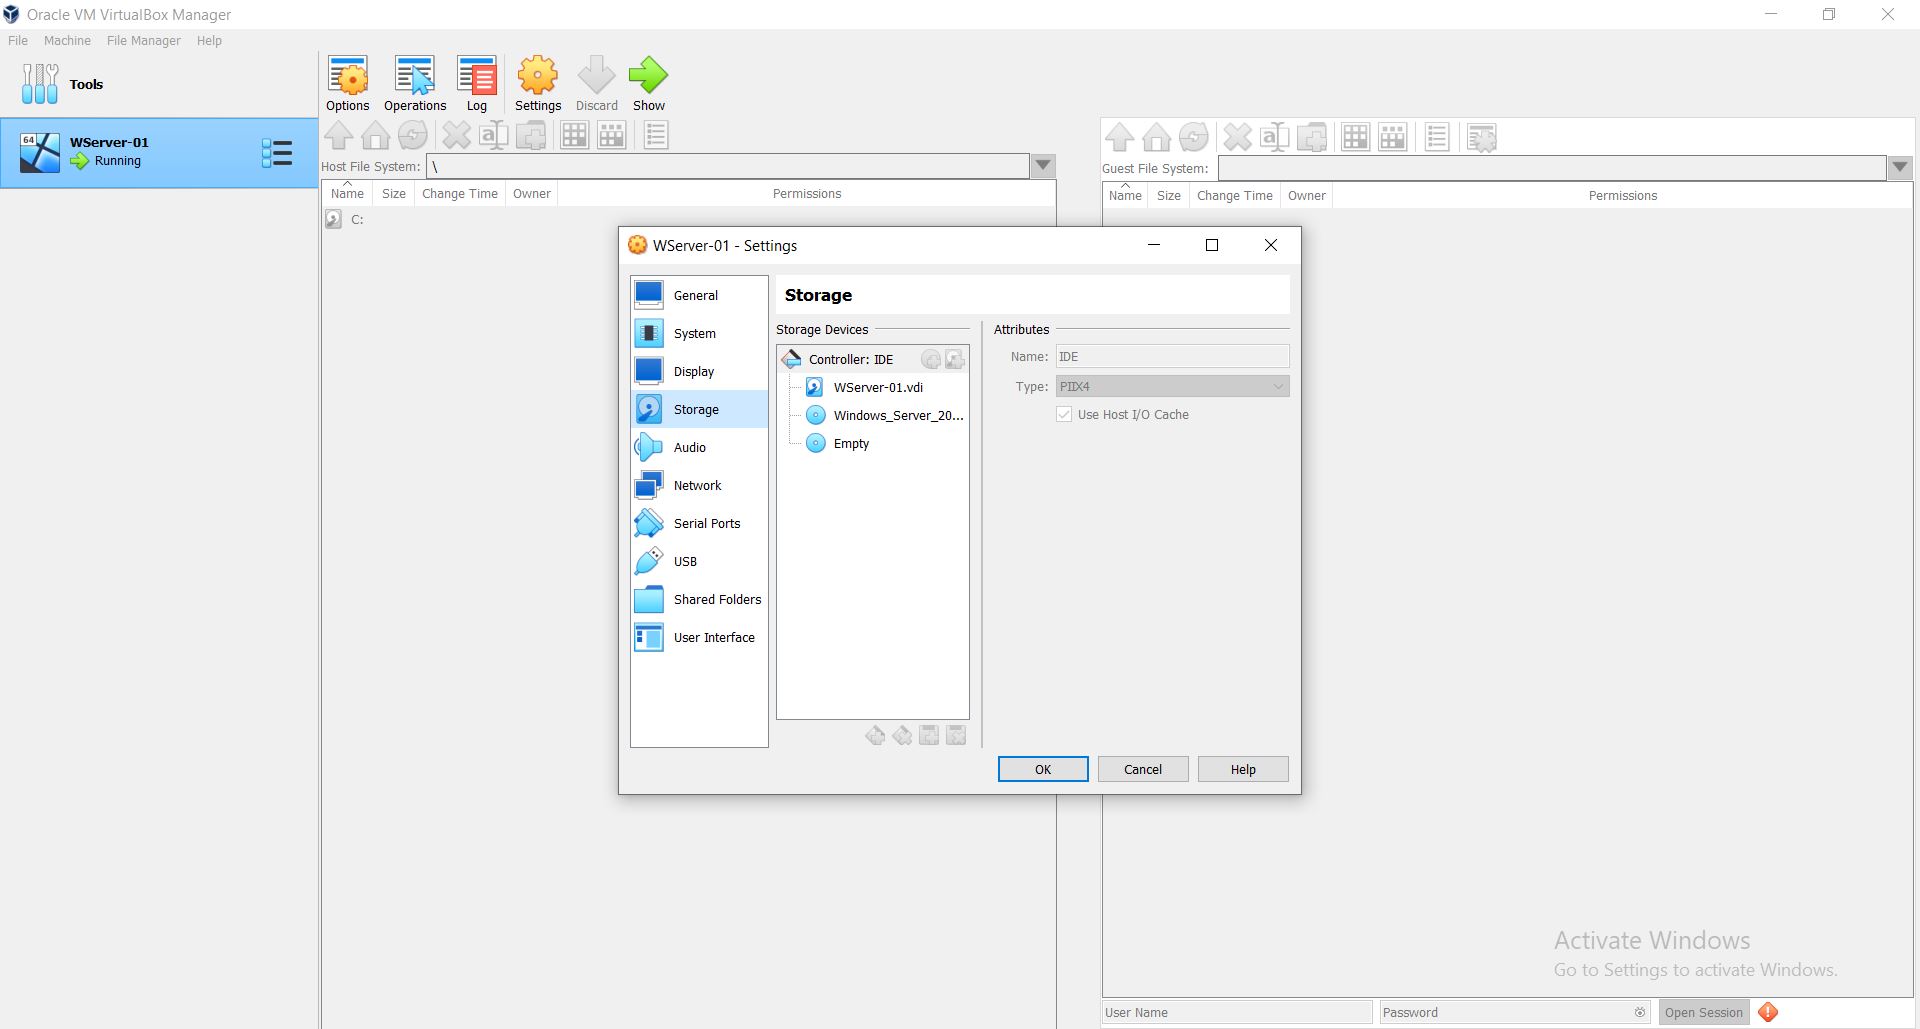 Oracle VM VirtualBox Manager
File Machine File Manager Help
Tools
64
WServer-01
Running
Options Operations Log Settings Discard Show
Host File System: \
Name Size Change Time Owner Permissions
C:
Guest File System:
Name Size Change Time Owner Permissions
WServer-01 - Settings
General
System
Display
Storage
Audio
Network
Serial Ports
USB
Shared Folders
User Interface
Storage
Storage Devices
Controller: IDE
WServer-01.vdi
Windows_Server_20...
Empty
Attributes
Name: IDE
Type: PIIX4
Use Host I/O Cache
OK Cancel Help
Activate Windows
Go to Settings to activate Windows.
User Name Password Open Session